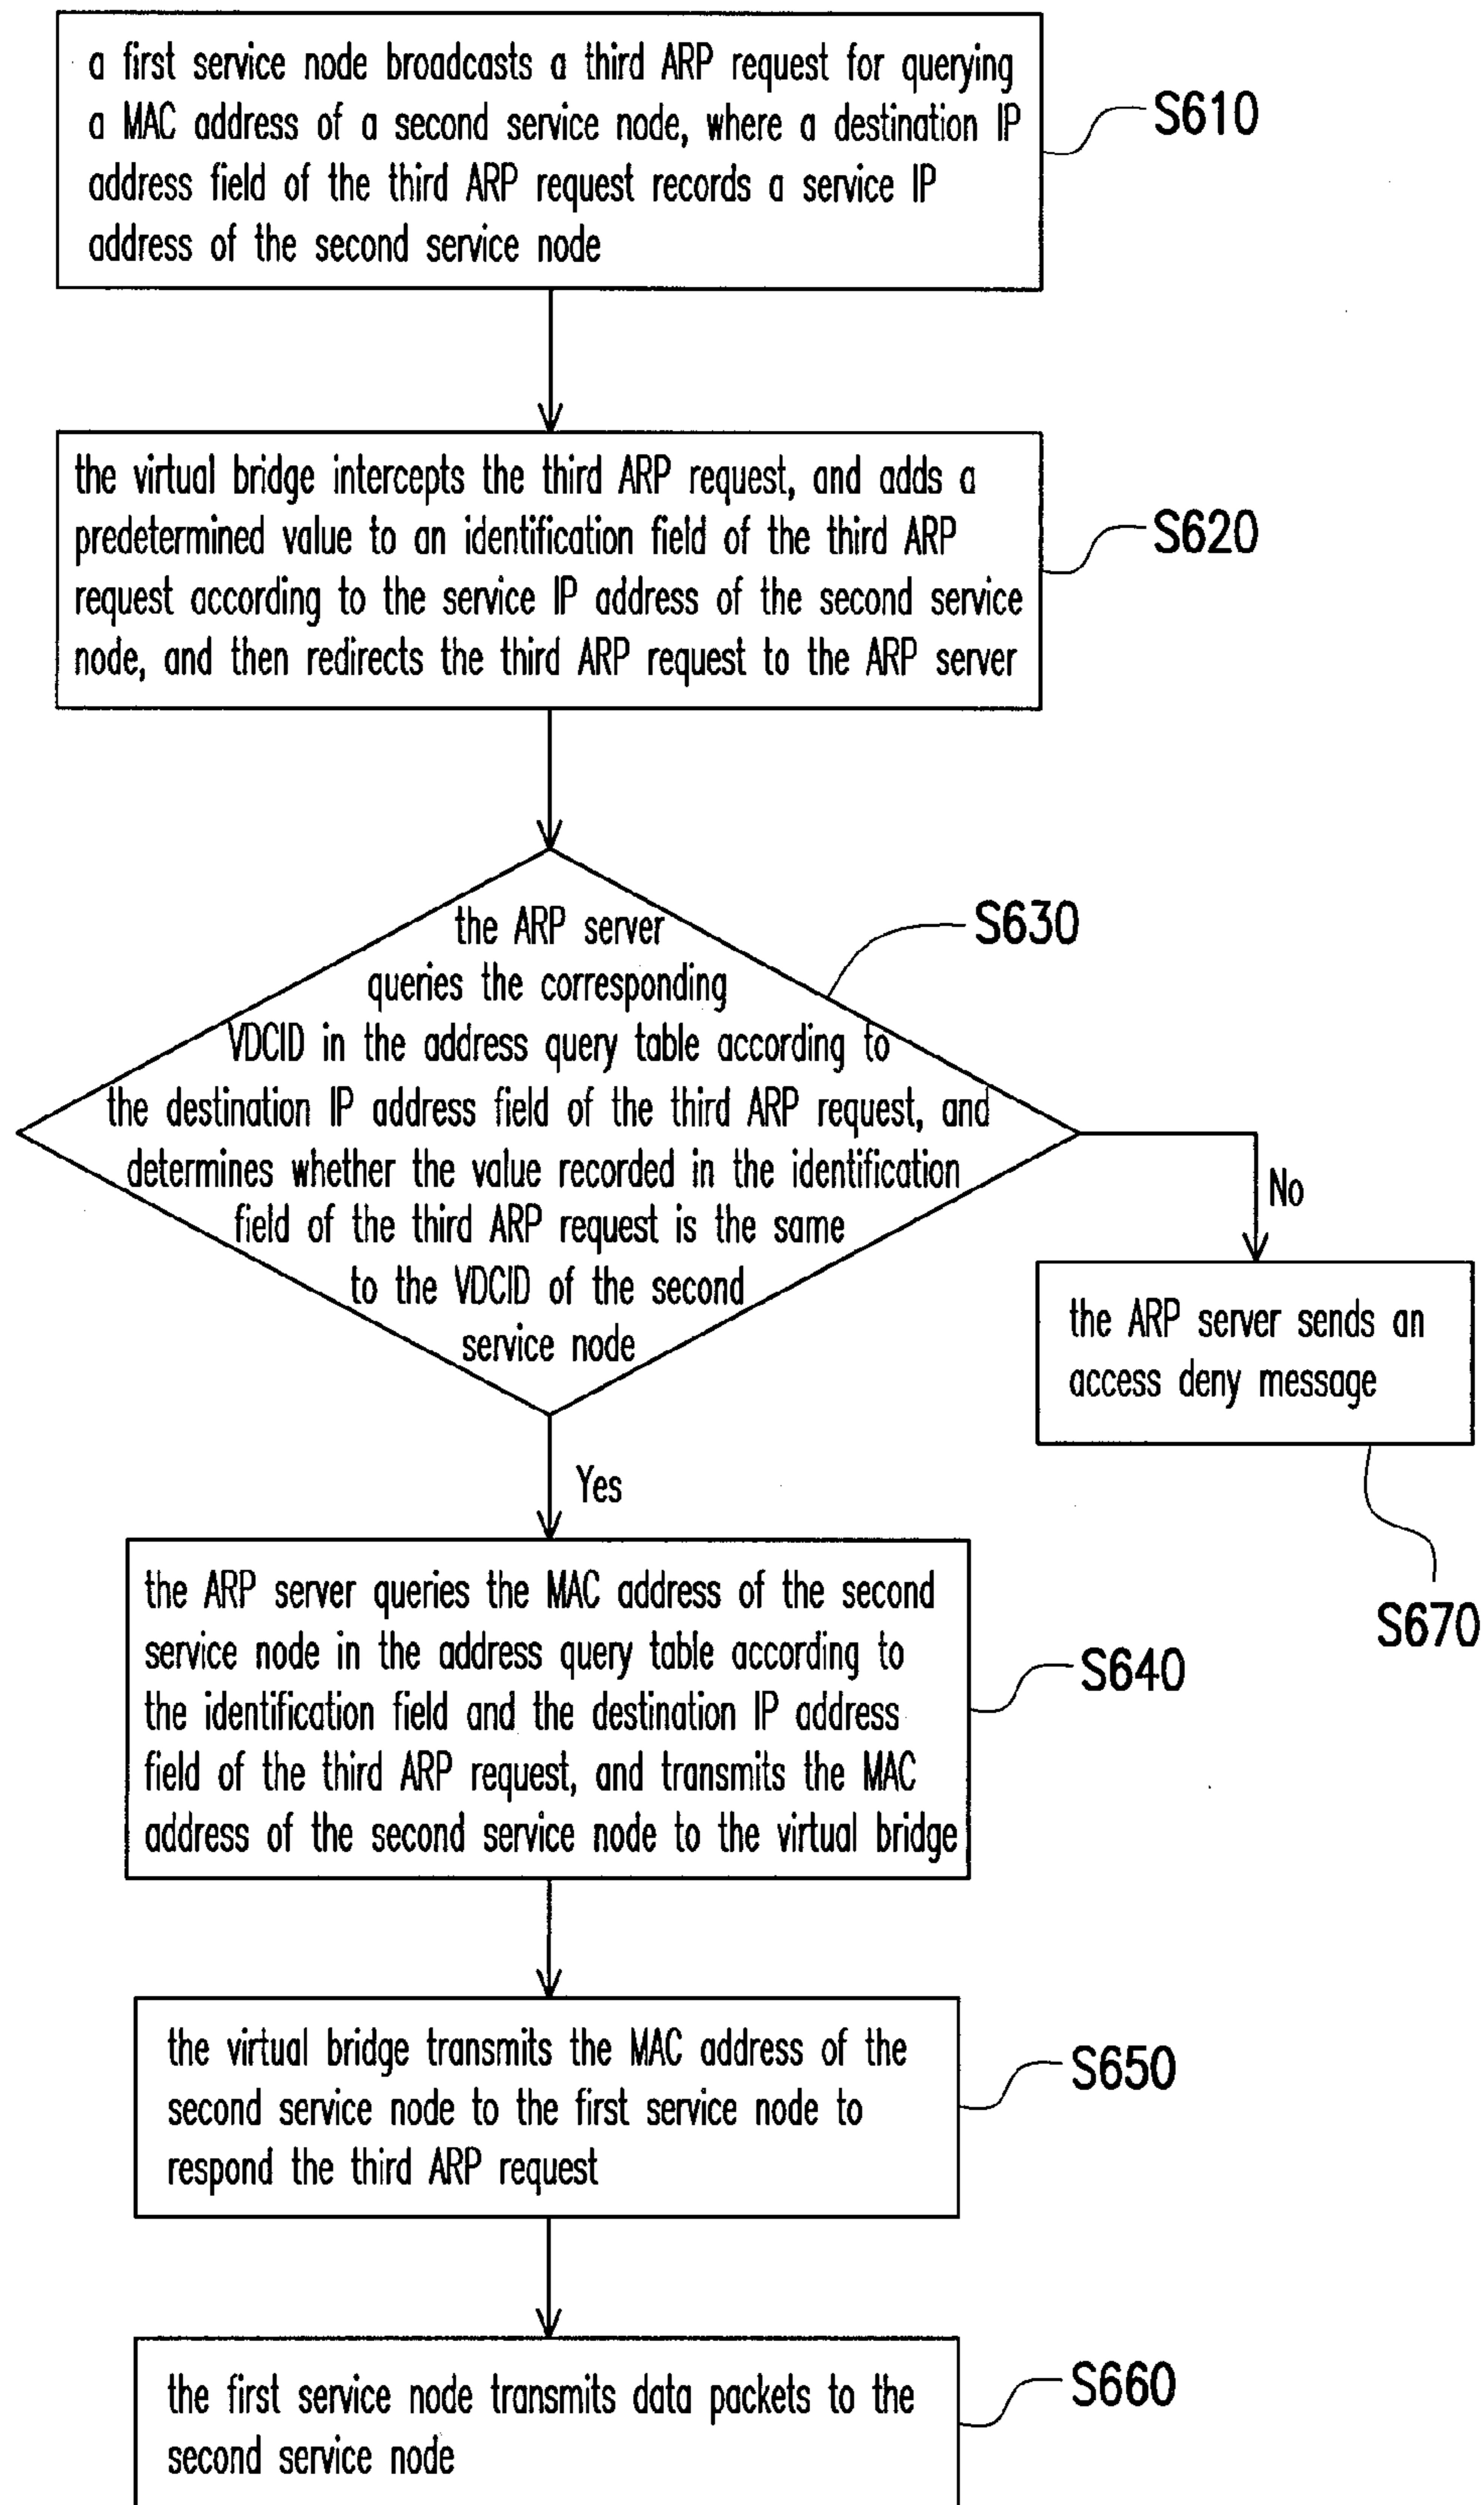 a first service node broadcasts a third ARP request for querying
a MAC address of a second service node, where a destination IP
address field of the third ARP request records a service IP
address of the second service node
S610
the virtual bridge intercepts the third ARP request, and adds a
predetermined value to an identification field of the third ARP
request according to the service IP address of the second service
node, and then redirects the third ARP request to the ARP server
S620
the ARP server
queries the corresponding
VDCID in the address query table according to
the destination IP address field of the third ARP request, and
determines whether the value recorded in the identification
field of the third ARP request is the same
to the VDCID of the second
service node
S630
No
the ARP server sends an
access deny message
S670
Yes
the ARP server queries the MAC address of the second
service node in the address query table according to
the identification field and the destination IP address
field of the third ARP request, and transmits the MAC
address of the second service node to the virtual bridge
S640
the virtual bridge transmits the MAC address of the
second service node to the first service node to
respond the third ARP request
S650
the first service node transmits data packets to the
second service node
S660